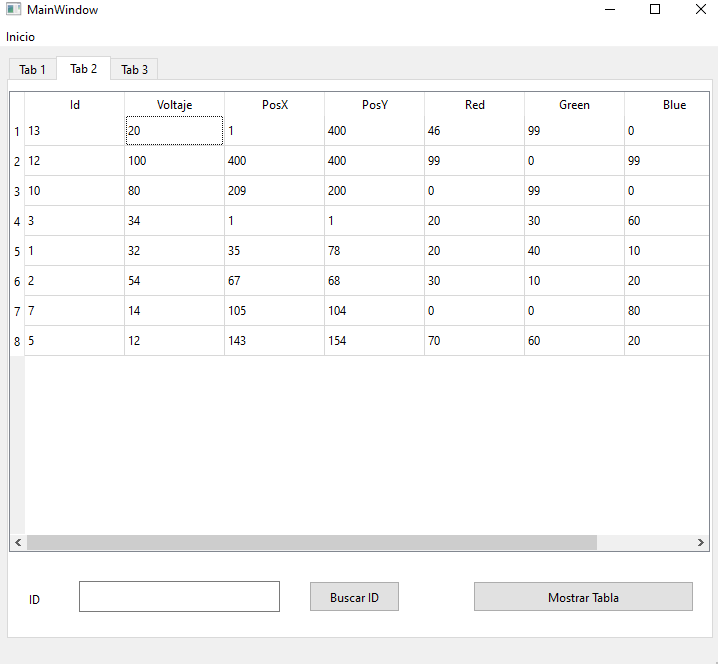 MainWindow
Inicio
Tab 1 Tab 2 Tab 3
Id Voltaje PosX PosY Red Green Blue
1 13 20 1 400 46 99 0
2 12 100 400 400 99 0 99
3 10 80 209 200 0 99 0
4 3 34 1 1 20 30 60
5 1 32 35 78 20 40 10
6 2 54 67 68 30 10 20
7 7 14 105 104 0 0 80
8 5 12 143 154 70 60 20
ID Buscar ID Mostrar Tabla